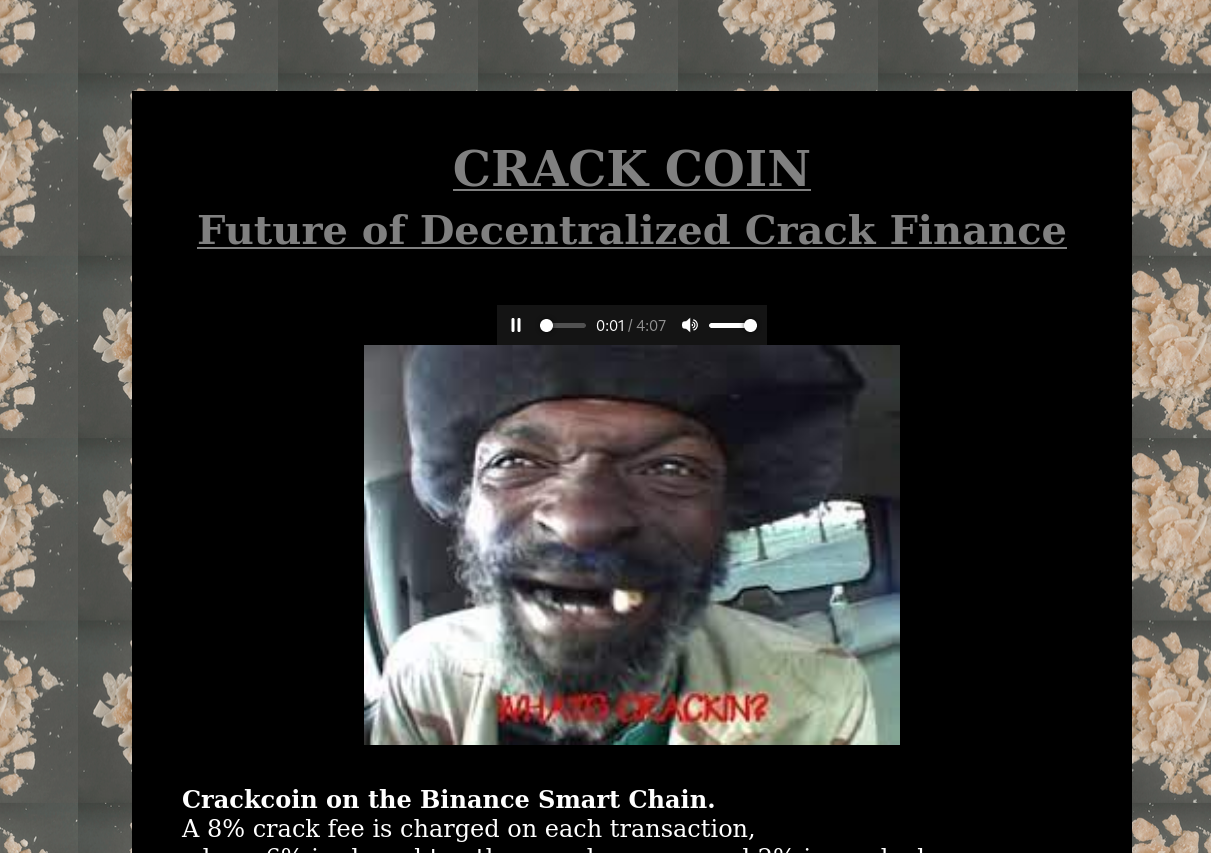 CRACK COIN
Future of Decentralized Crack Finance
0:01 / 4:07
WHATS CRACKIN?
Crackcoin on the Binance Smart Chain.
A 8% crack fee is charged on each transaction,